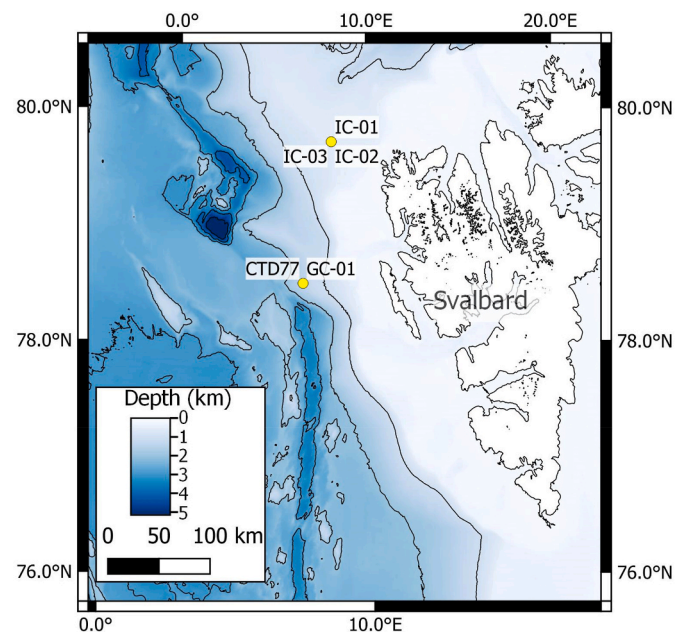 0.0° 10.0°E 20.0°E
80.0°N 80.0°N
IC-01
IC-03 IC-02
CTD77 GC-01
Svalbard
78.0°N 78.0°N
Depth (km)
0
1
2
3
4
5
0 50 100 km
76.0°N 76.0°N
0.0° 10.0°E